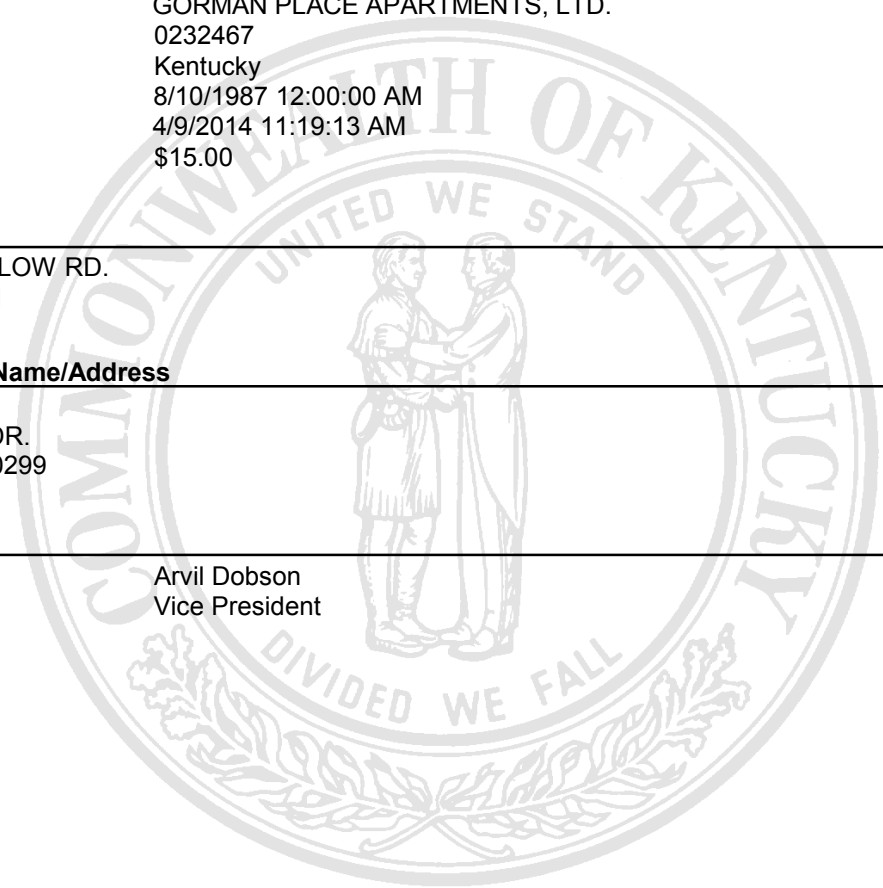 GORMAN PLACE APARTMENTS, LTD.
0232467
Kentucky
8/10/1987 12:00:00 AM
4/9/2014 11:19:13 AM
$15.00
COMMONWEALTH OF KENTUCKY
UNITED WE STAND
LOW RD.
Name/Address
DR.
0299
Arvil Dobson
Vice President
DIVIDED WE FALL